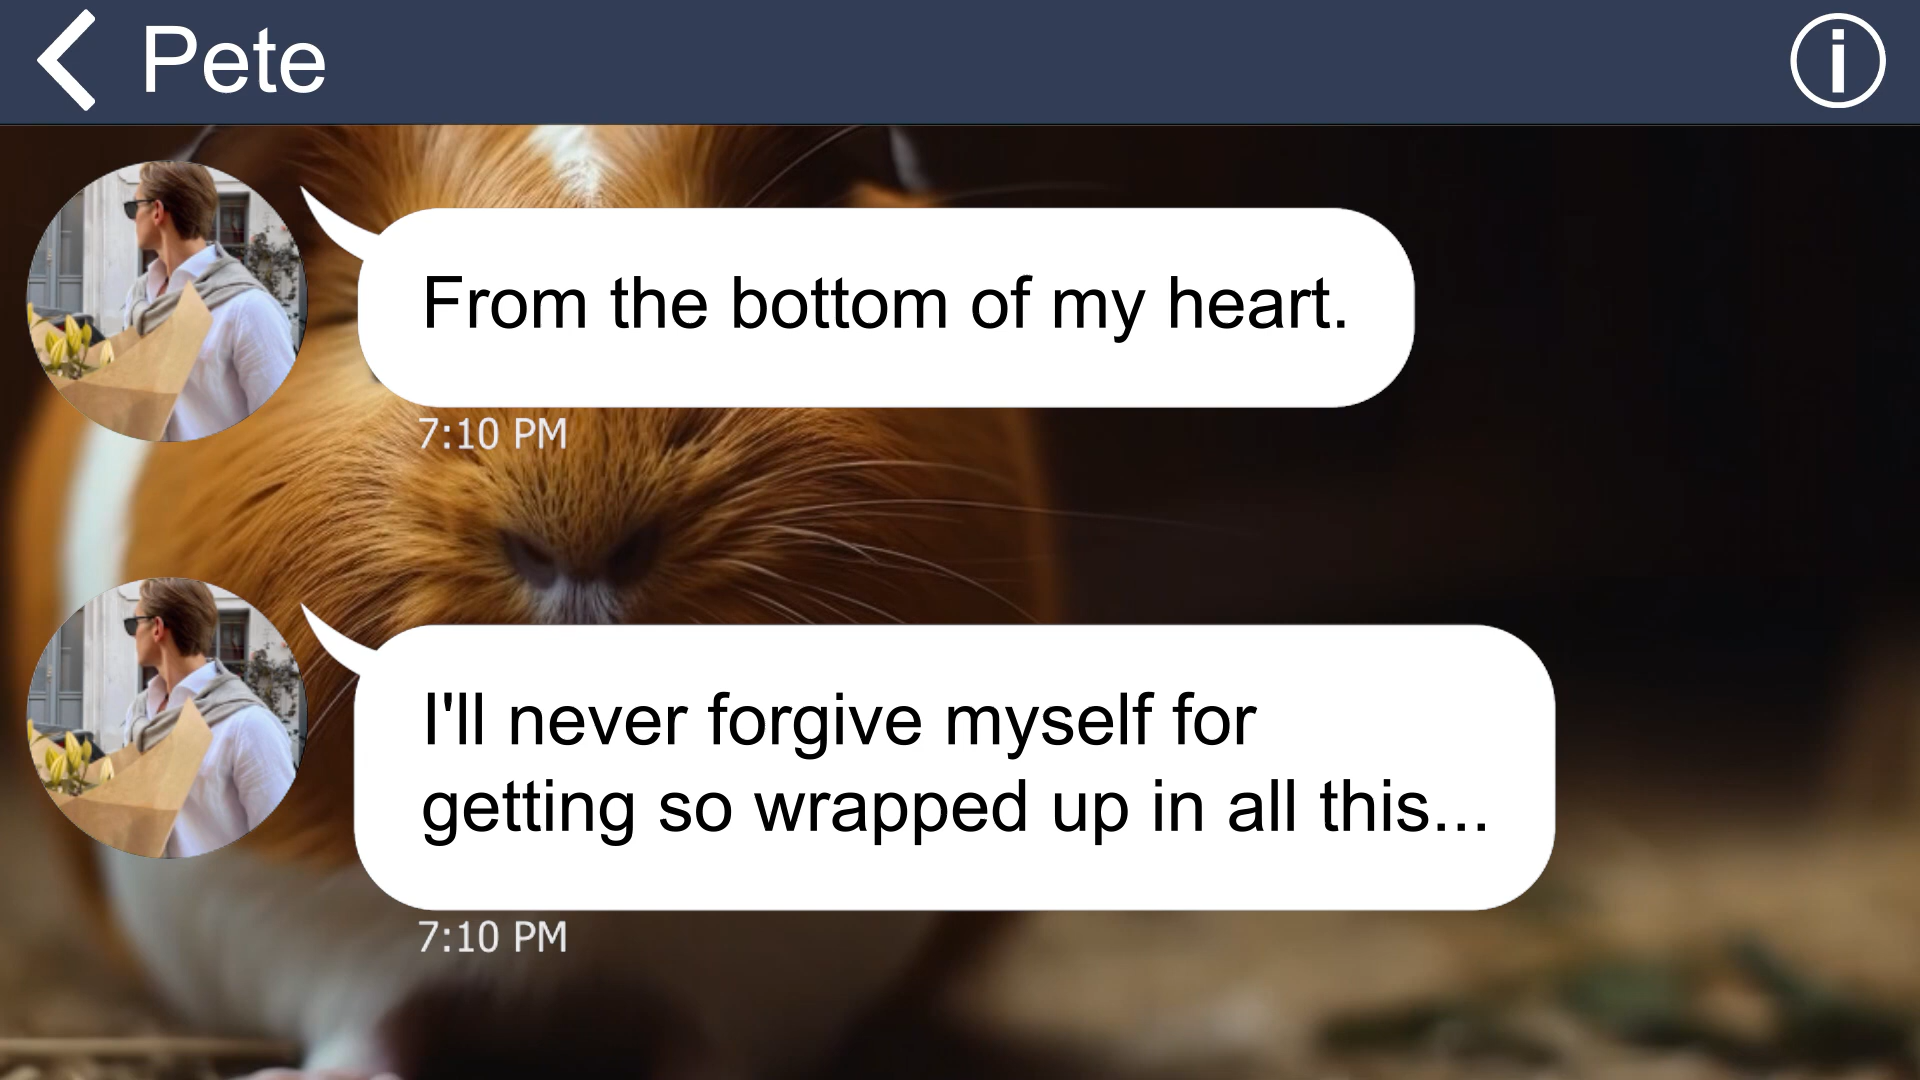 Pete
From the bottom of my heart.
7:10 PM
I'll never forgive myself for
getting so wrapped up in all this...
7:10 PM